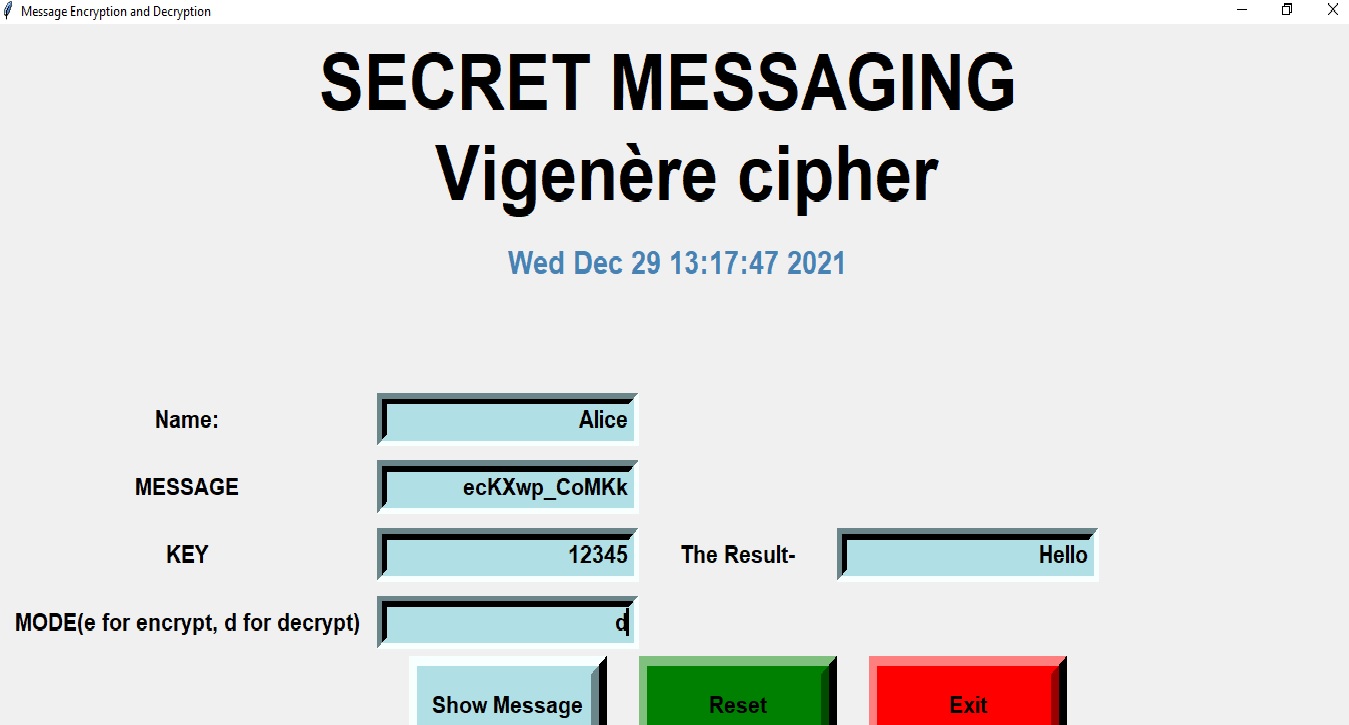 Message Encryption and Decryption
SECRET MESSAGING
Vigenère cipher
Wed Dec 29 13:17:47 2021
Name: Alice
MESSAGE ecKXwp_CoMKk
KEY 12345 The Result- Hello
MODE(e for encrypt, d for decrypt) d
Show Message Reset Exit